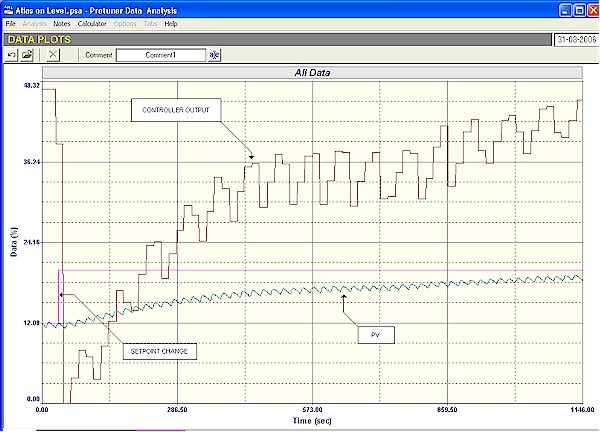 Atlas on Level.psa - Protuner Data Analysis
File Analysis Notes Calculator Options Tabs Help
DATA PLOTS
31-08-2006
Comment Comment1
All Data
48.32
CONTROLLER OUTPUT
36.24
24.16
Data (%)
12.08
PV
SETPOINT CHANGE
0.00
0.00 286.50 573.00 859.50 1146.00
Time (sec)